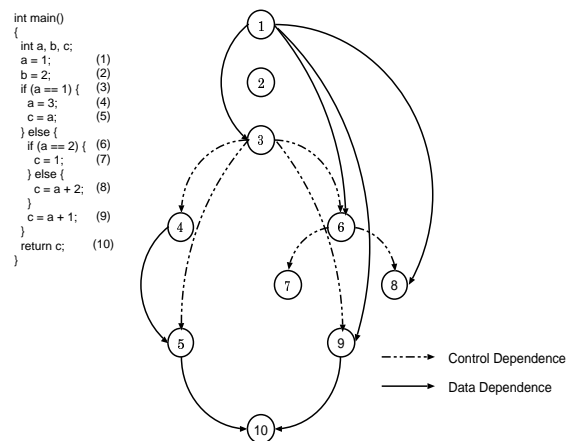 int main()
{
int a, b, c;
a = 1; (1)
b = 2; (2)
if (a == 1) { (3)
a = 3; (4)
c = a; (5)
} else {
if (a == 2) { (6)
c = 1; (7)
} else {
c = a + 2; (8)
}
c = a + 1; (9)
}
return c; (10)
}
1
2
3
4
6
7
8
5
9
10
Control Dependence
Data Dependence